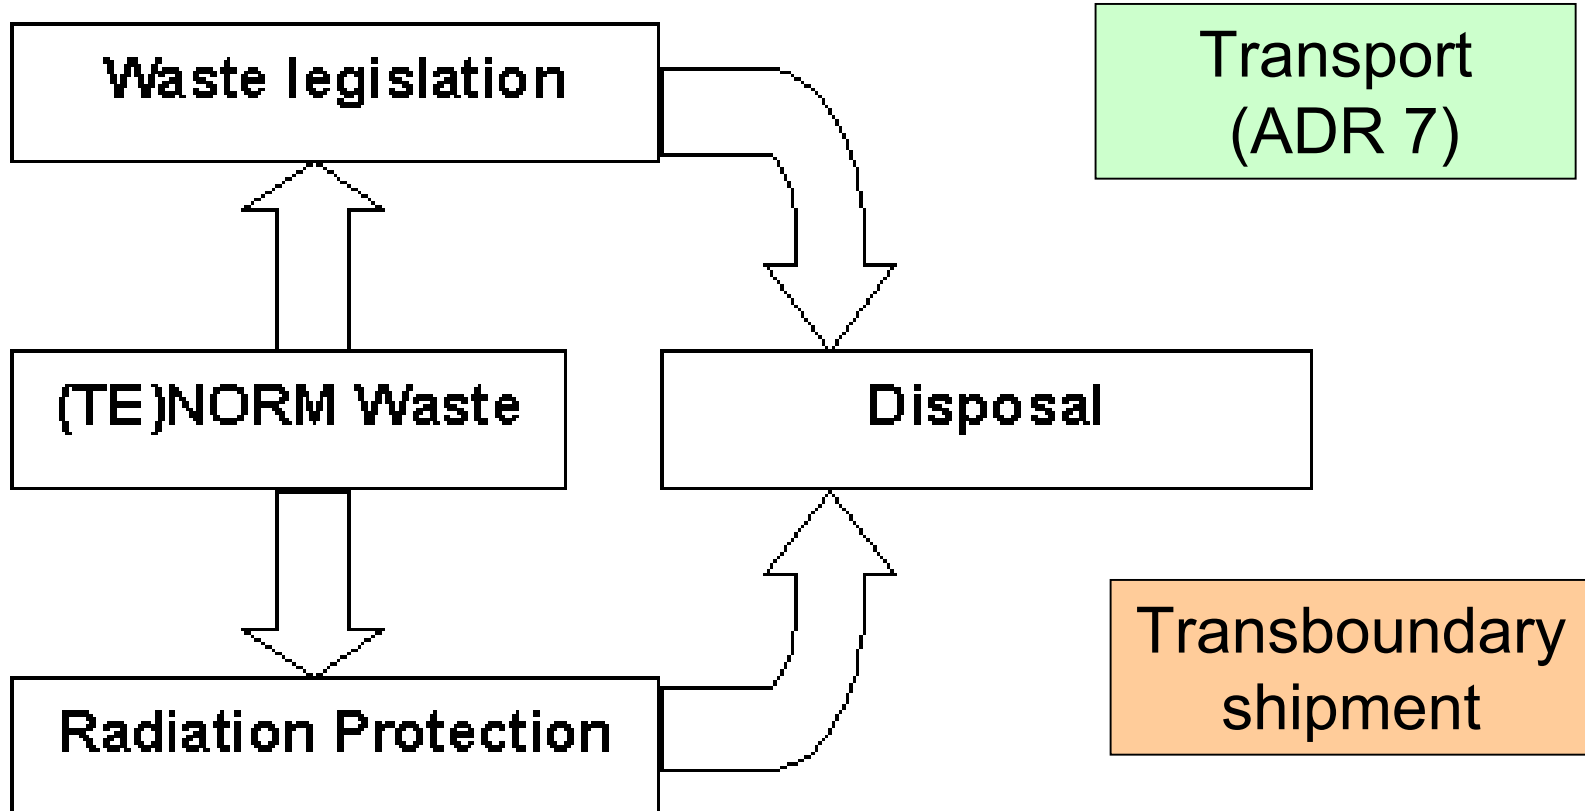 Waste legislation
Transport
(ADR 7)
(TE)NORM Waste
Disposal
Transboundary
shipment
Radiation Protection